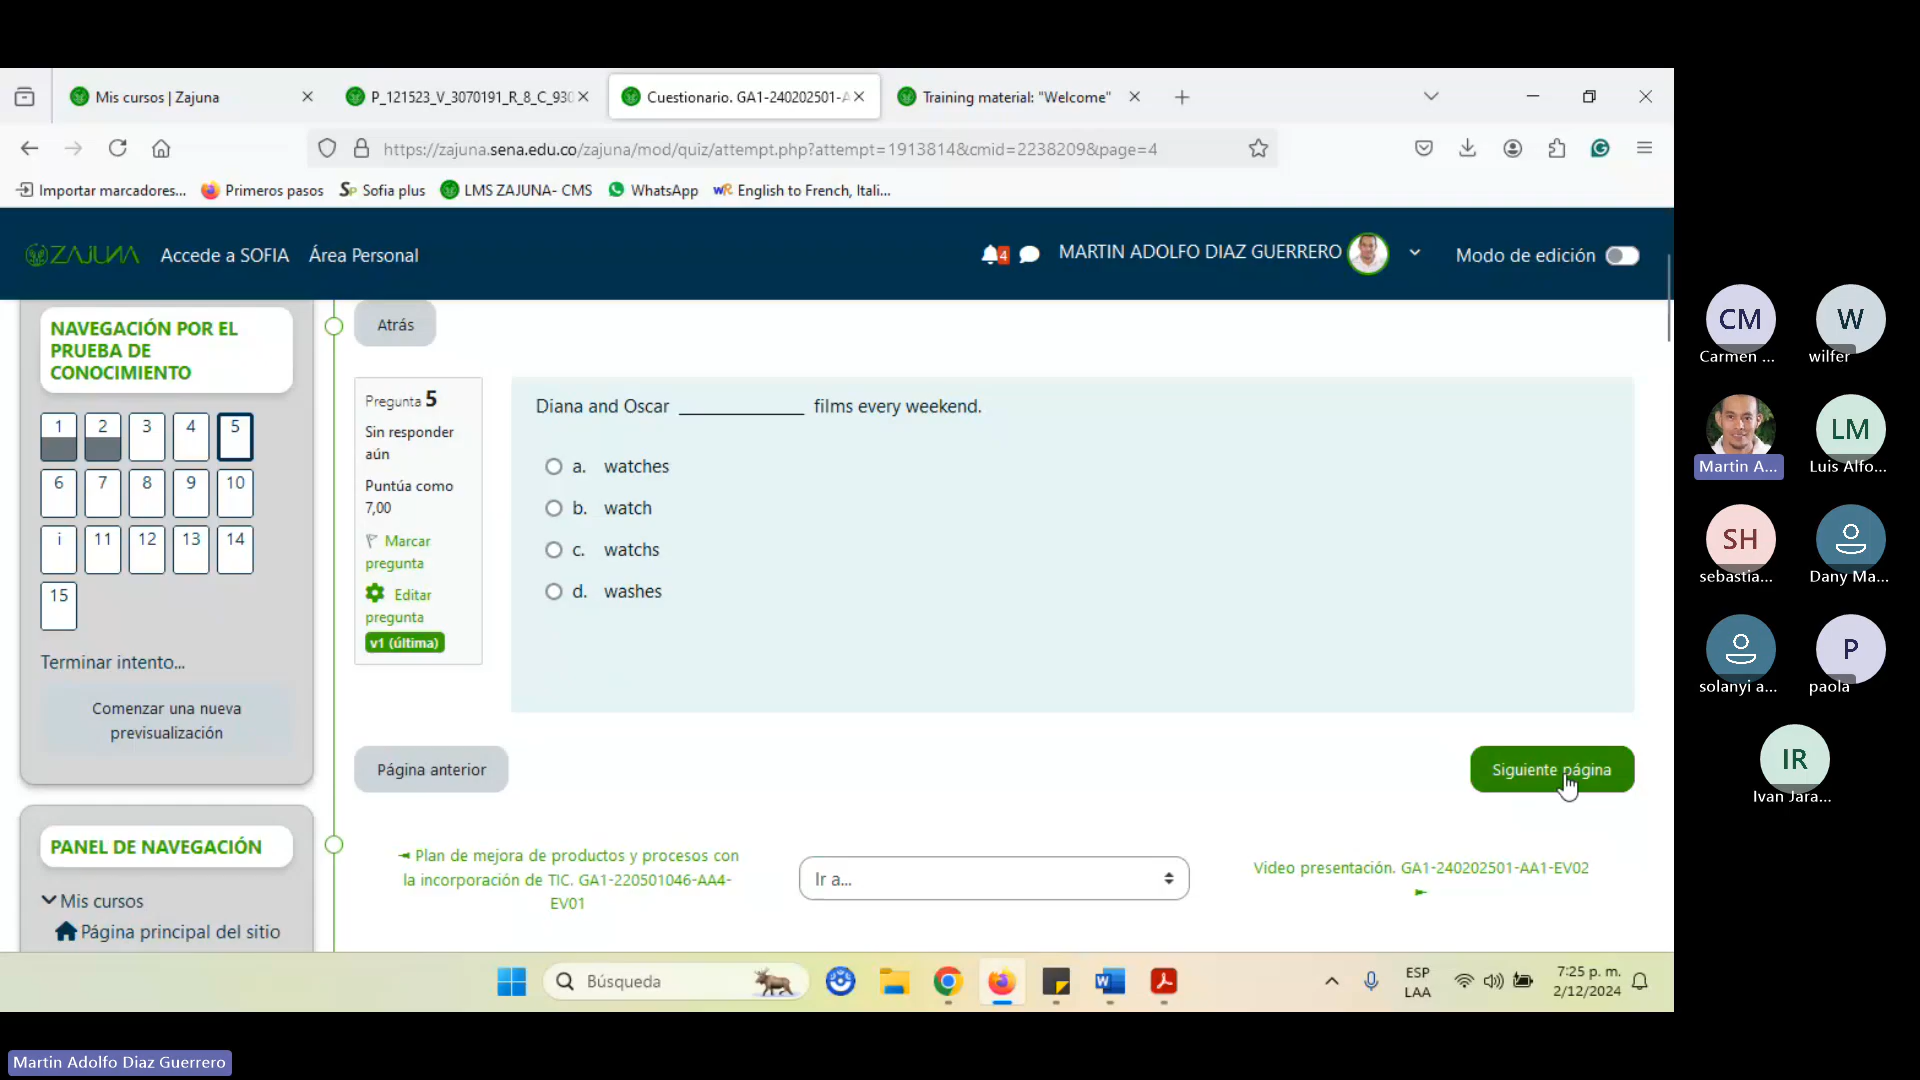 Mis cursos | Zajuna
P_121523_V_3070191_R_8_C_930
Cuestionario. GA1-240202501-A
Training material: "Welcome"
https://zajuna.sena.edu.co/zajuna/mod/quiz/attempt.php?attempt=1913814&cmid=2238209&page=4
Importar marcadores...
Primeros pasos
Sofia plus
LMS ZAJUNA- CMS
WhatsApp
English to French, Itali...
ZAJUNA
Accede a SOFIA
Área Personal
4
MARTIN ADOLFO DIAZ GUERRERO
Modo de edición
NAVEGACIÓN POR EL
PRUEBA DE
CONOCIMIENTO
1 2 3 4 5
6 7 8 9 10
i 11 12 13 14
15
Terminar intento...
Comenzar una nueva
previsualización
PANEL DE NAVEGACIÓN
Mis cursos
Página principal del sitio
Atrás
Pregunta 5
Sin responder
aún
Puntúa como
7,00
Marcar
pregunta
Editar
pregunta
v1 (última)
Diana and Oscar ____________ films every weekend.
a. watches
b. watch
c. watchs
d. washes
Página anterior
Siguiente página
◄ Plan de mejora de productos y procesos con
la incorporación de TIC. GA1-220501046-AA4-
EV01
Ir a...
Video presentación. GA1-240202501-AA1-EV02
►
Búsqueda
ESP
LAA
7:25 p. m.
2/12/2024
CM
Carmen ...
W
wilfer
Martin A...
LM
Luis Alfo...
SH
sebastia...
Dany Ma...
solanyi a...
P
paola
IR
Ivan Jara...
Martin Adolfo Diaz Guerrero